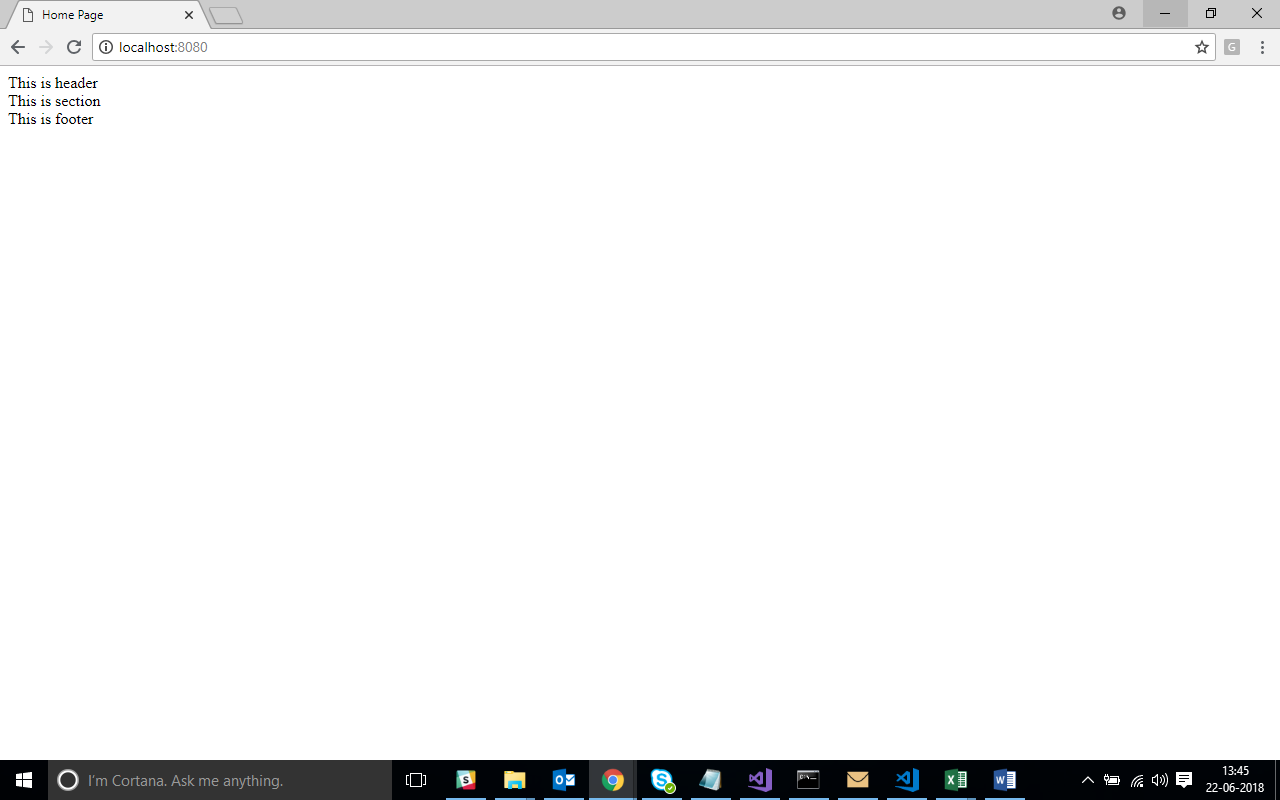 Home Page
localhost:8080
G
This is header
This is section
This is footer
I'm Cortana. Ask me anything.
13:45
22-06-2018